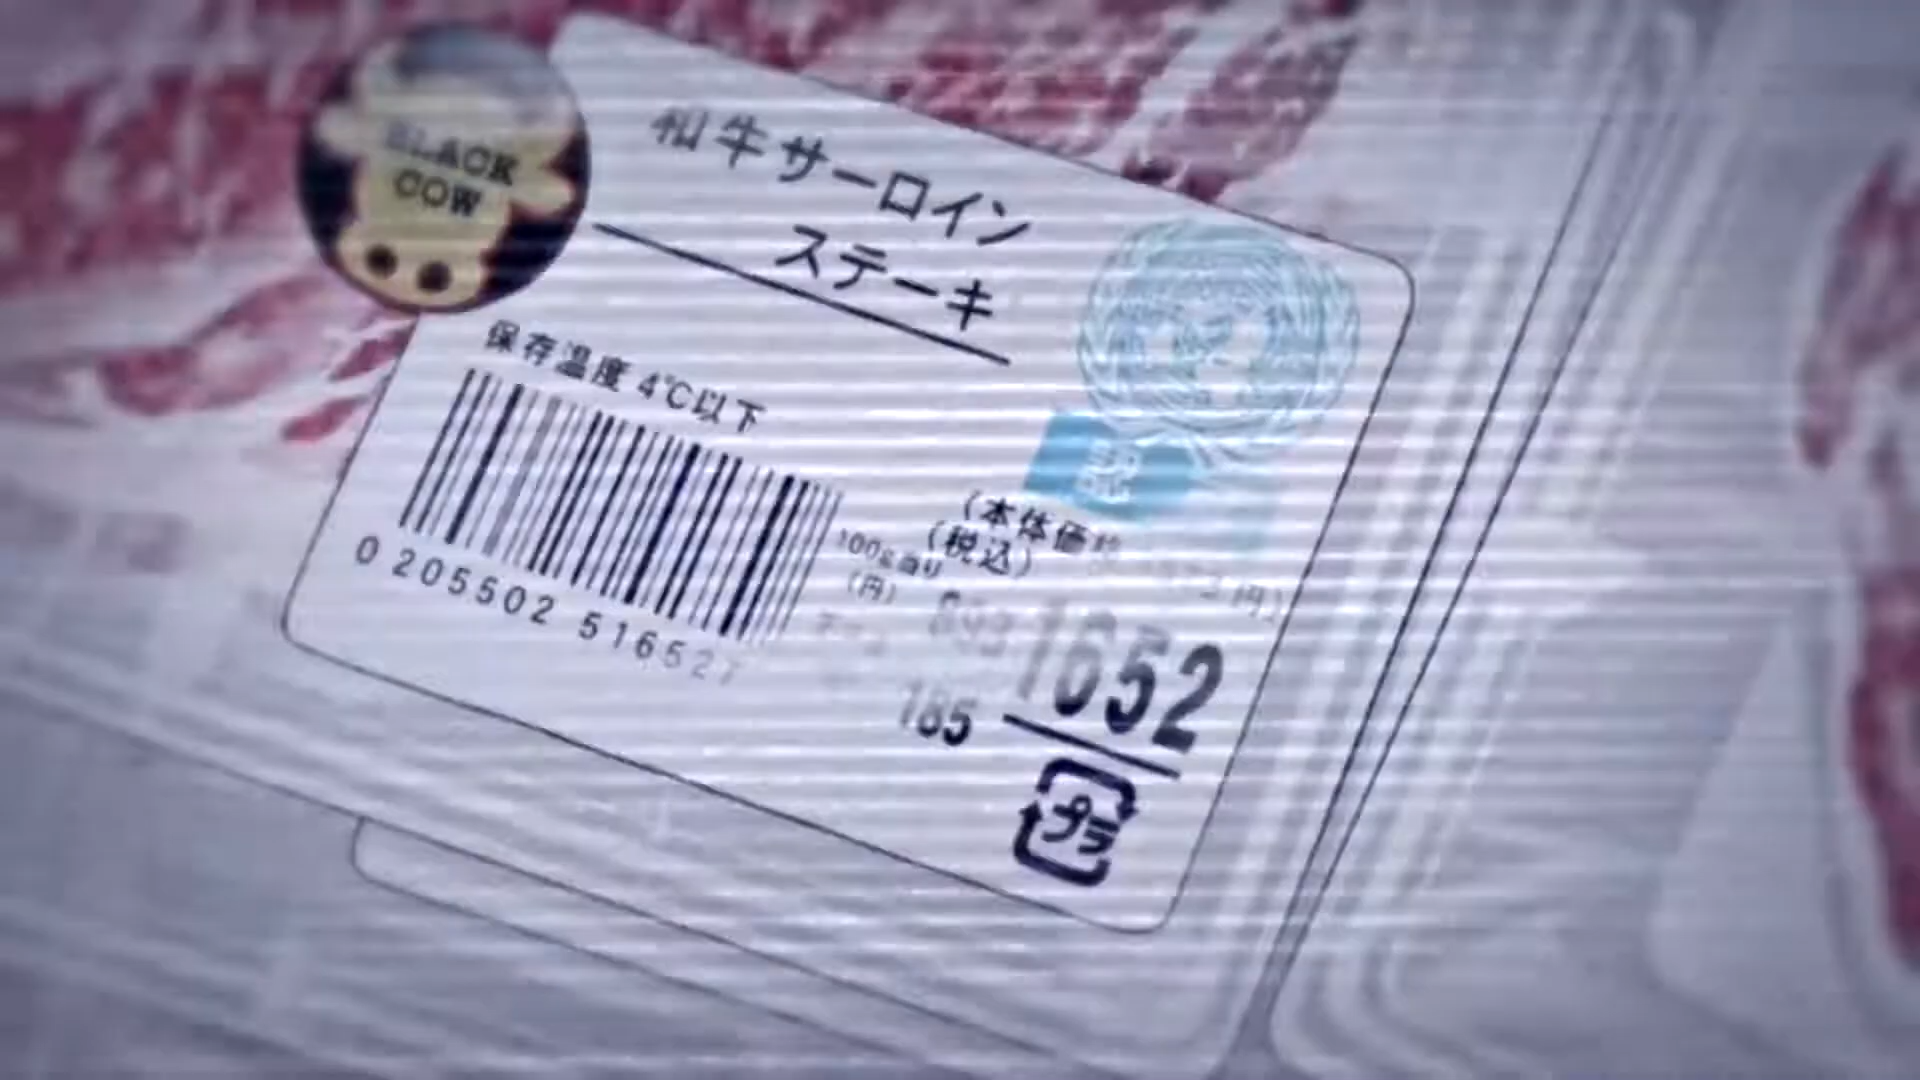 BLACK
COW
和牛サーロイン
ステーキ
保存温度 4℃以下
0 205502 516527
(本体価格
(税込)
100g当り
(円)
893
1652
185
プラ